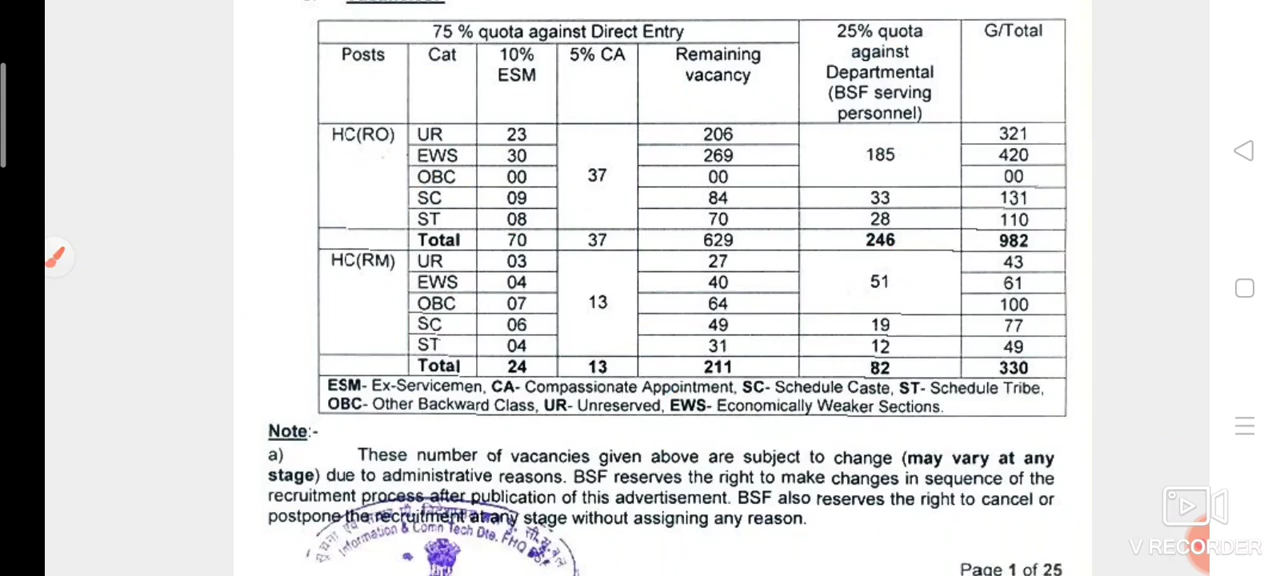 75 % quota against Direct Entry 25% quota against Departmental (BSF serving personnel) G/Total
Posts Cat 10% ESM 5% CA Remaining vacancy
HC(RO) UR 23 37 206 185 321
EWS 30 269 420
OBC 00 00 00
SC 09 84 33 131
ST 08 70 28 110
Total 70 37 629 246 982
HC(RM) UR 03 13 27 51 43
EWS 04 40 61
OBC 07 64 100
SC 06 49 19 77
ST 04 31 12 49
Total 24 13 211 82 330
ESM- Ex-Servicemen, CA- Compassionate Appointment, SC- Schedule Caste, ST- Schedule Tribe,
OBC- Other Backward Class, UR- Unreserved, EWS- Economically Weaker Sections.
Note:-
a) These number of vacancies given above are subject to change (may vary at any
stage) due to administrative reasons. BSF reserves the right to make changes in sequence of the
recruitment process after publication of this advertisement. BSF also reserves the right to cancel or
postpone the recruitment at any stage without assigning any reason.
Information & Comn Tech Dte. FHQ BSF
Page 1 of 25
V RECORDER